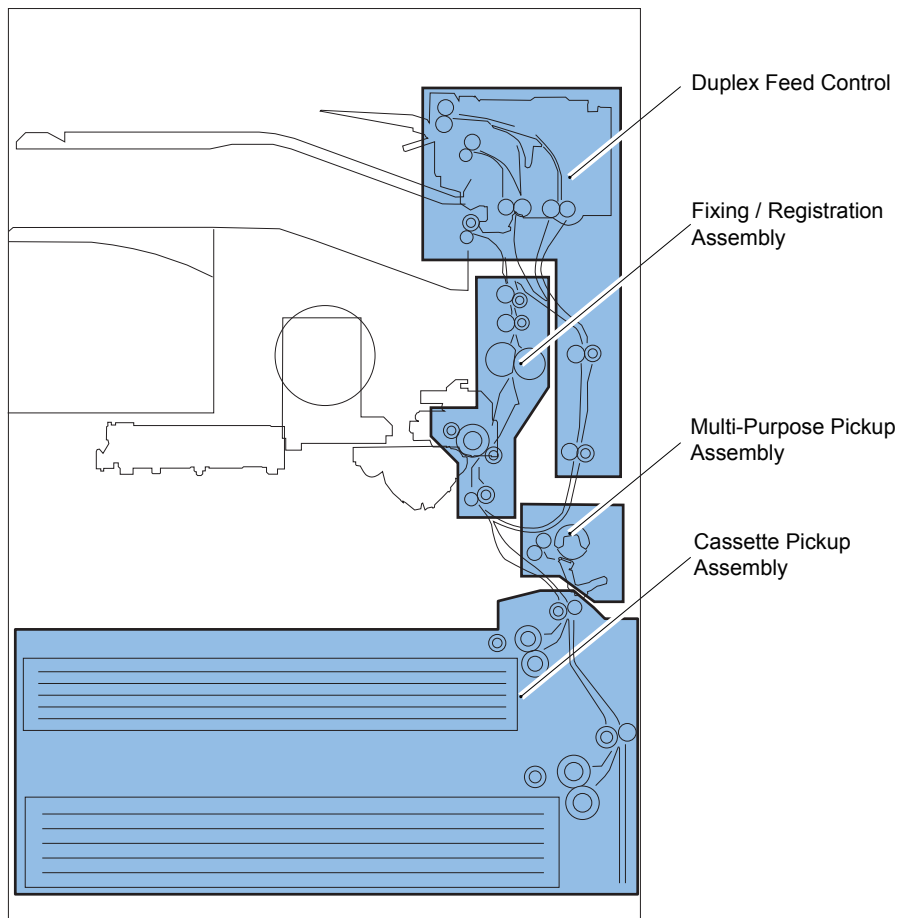 Duplex Feed Control
Fixing / Registration
Assembly
Multi-Purpose Pickup
Assembly
Cassette Pickup
Assembly